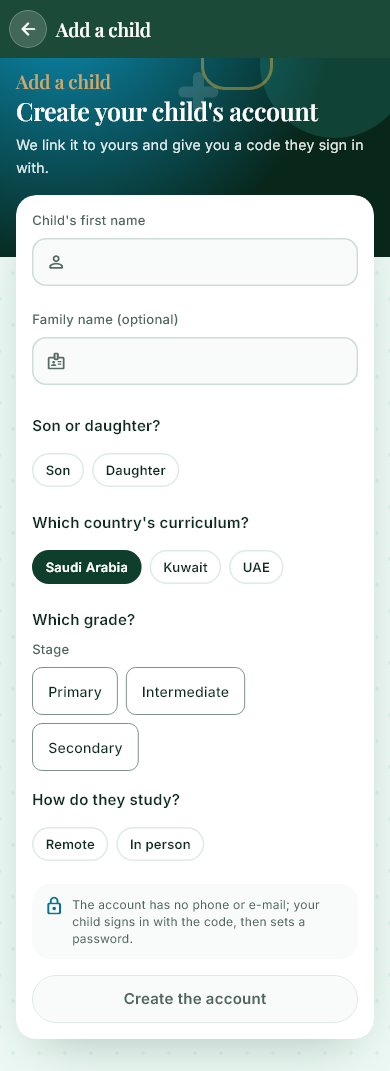 Add a child
Add a child
Create your child's account
We link it to yours and give you a code they sign in
with.
Child's first name
Family name (optional)
Son or daughter?
Son
Daughter
Which country's curriculum?
Saudi Arabia
Kuwait
UAE
Which grade?
Stage
Primary
Intermediate
Secondary
How do they study?
Remote
In person
The account has no phone or e-mail; your
child signs in with the code, then sets a
password.
Create the account